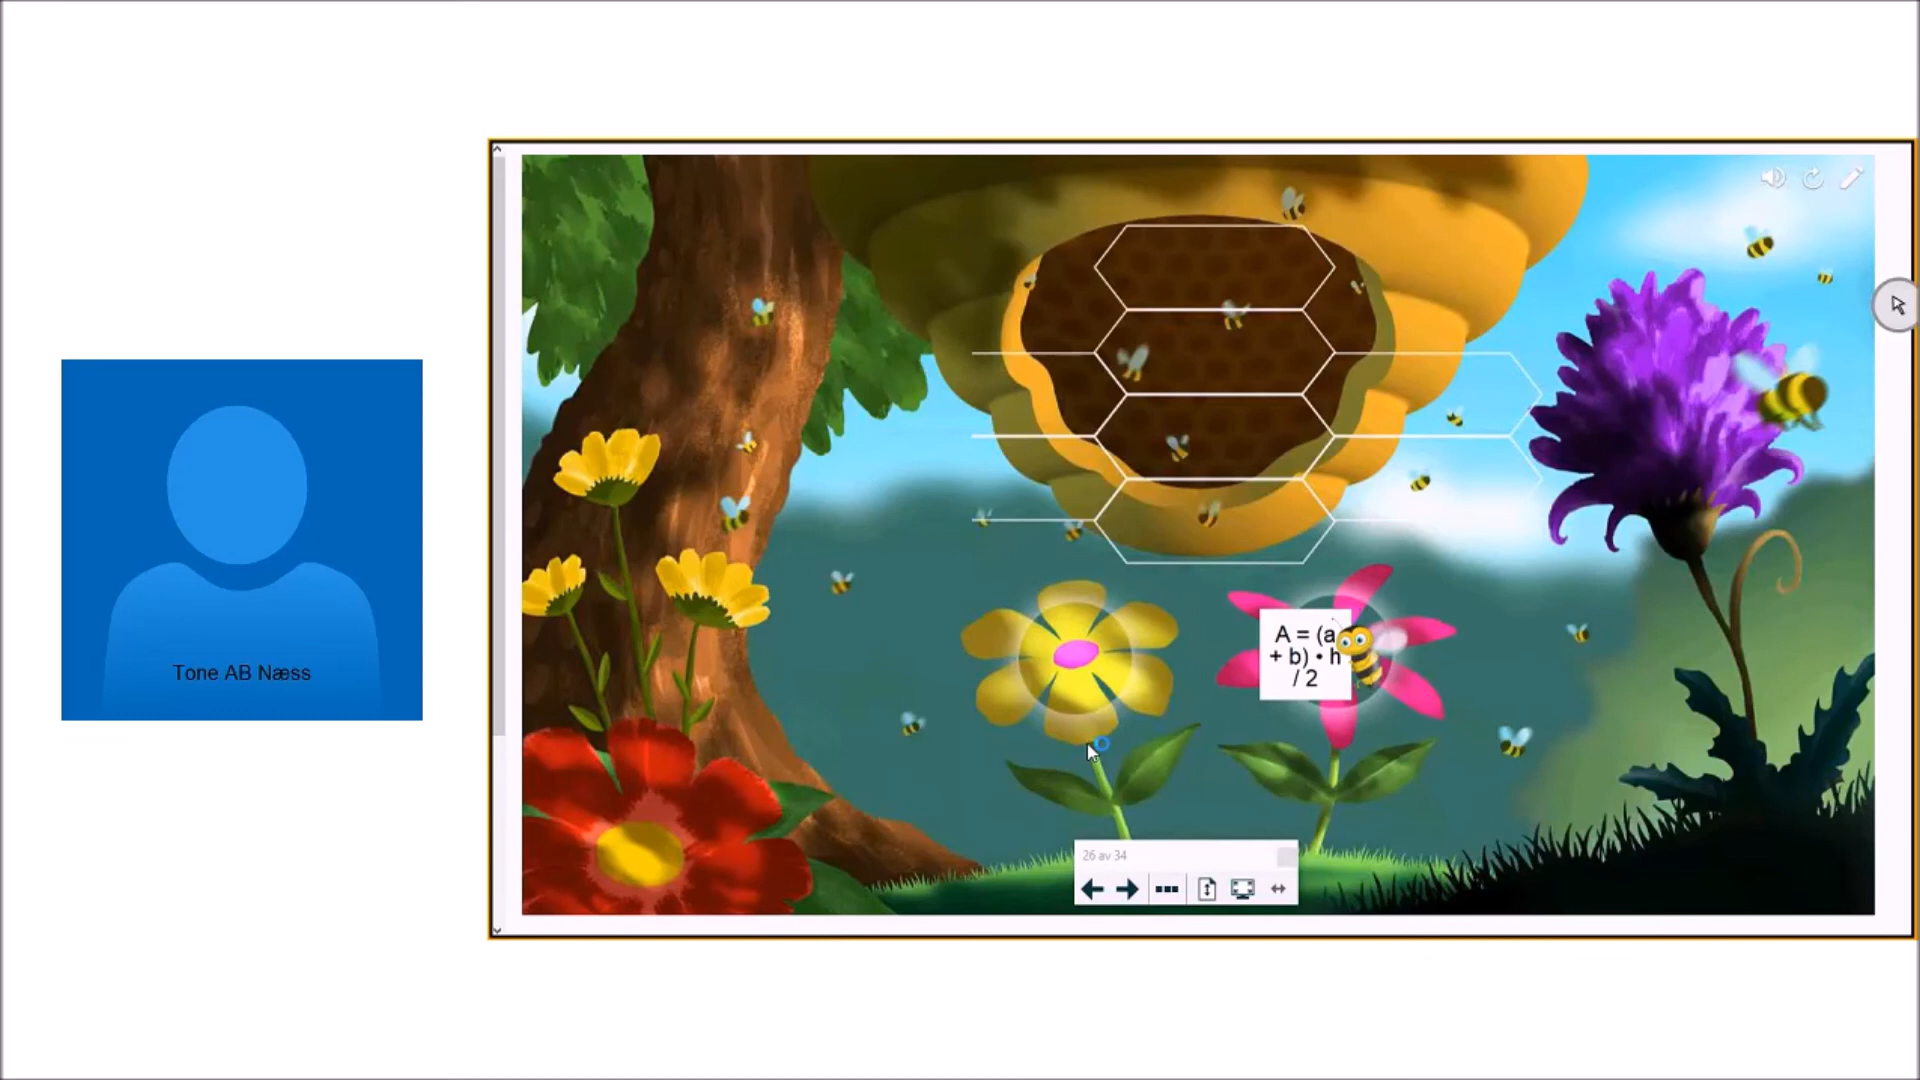 Tone AB Næss
A = (a
+ b) • h
/ 2
26 av 34